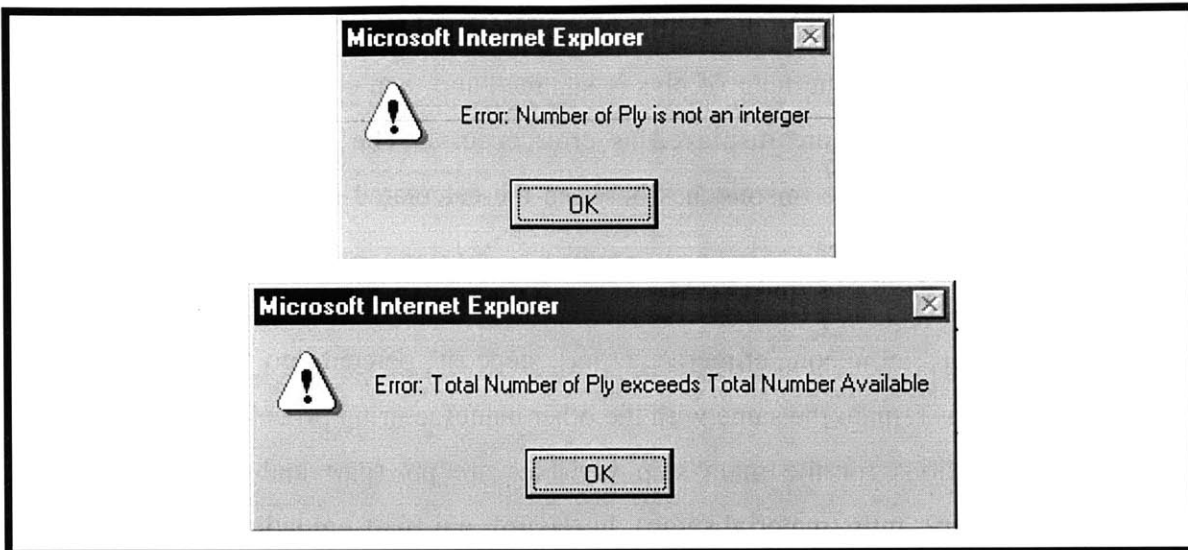 Microsoft Internet Explorer
Error: Number of Ply is not an interger
OK
Microsoft Internet Explorer
Error: Total Number of Ply exceeds Total Number Available
OK